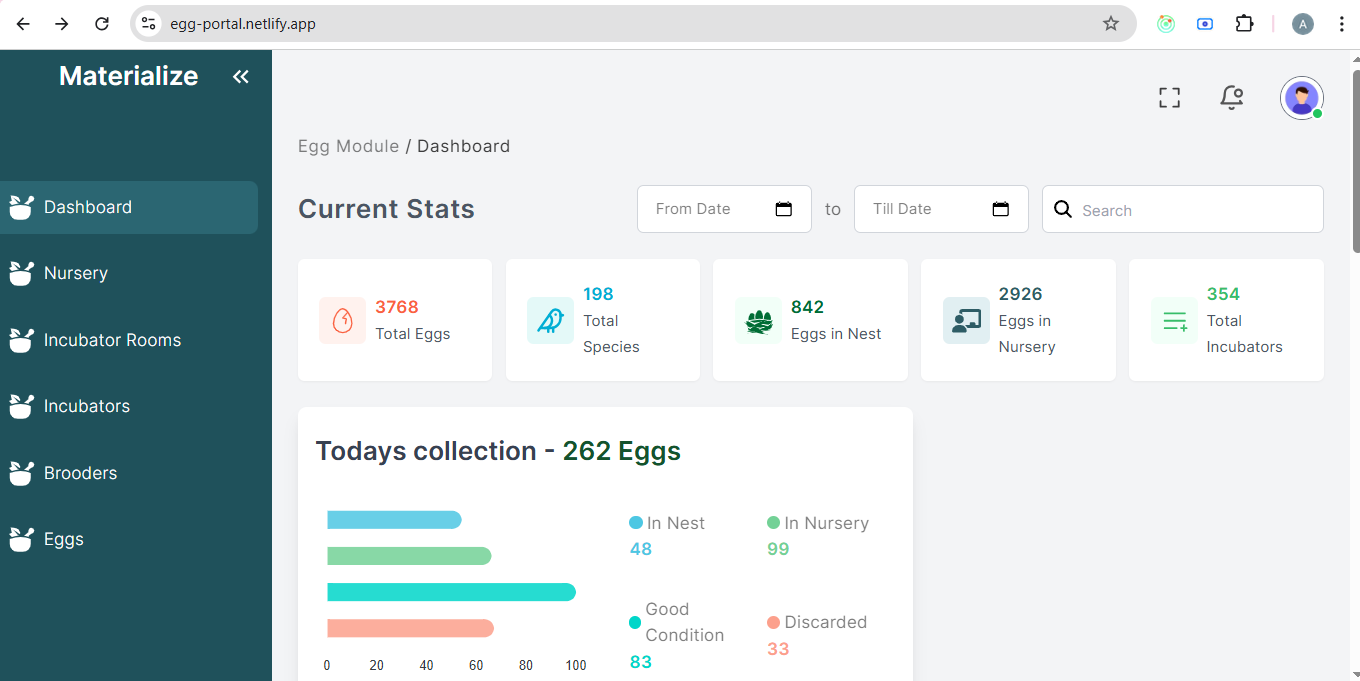 egg-portal.netlify.app
A
Materialize
Dashboard
Nursery
Incubator Rooms
Incubators
Brooders
Eggs
Egg Module / Dashboard
Current Stats
From Date
to
Till Date
Search
3768
Total Eggs
198
Total
Species
842
Eggs in Nest
2926
Eggs in
Nursery
354
Total
Incubators
Todays collection - 262 Eggs
In Nest
48
In Nursery
99
Good
Condition
83
Discarded
33
0 20 40 60 80 100